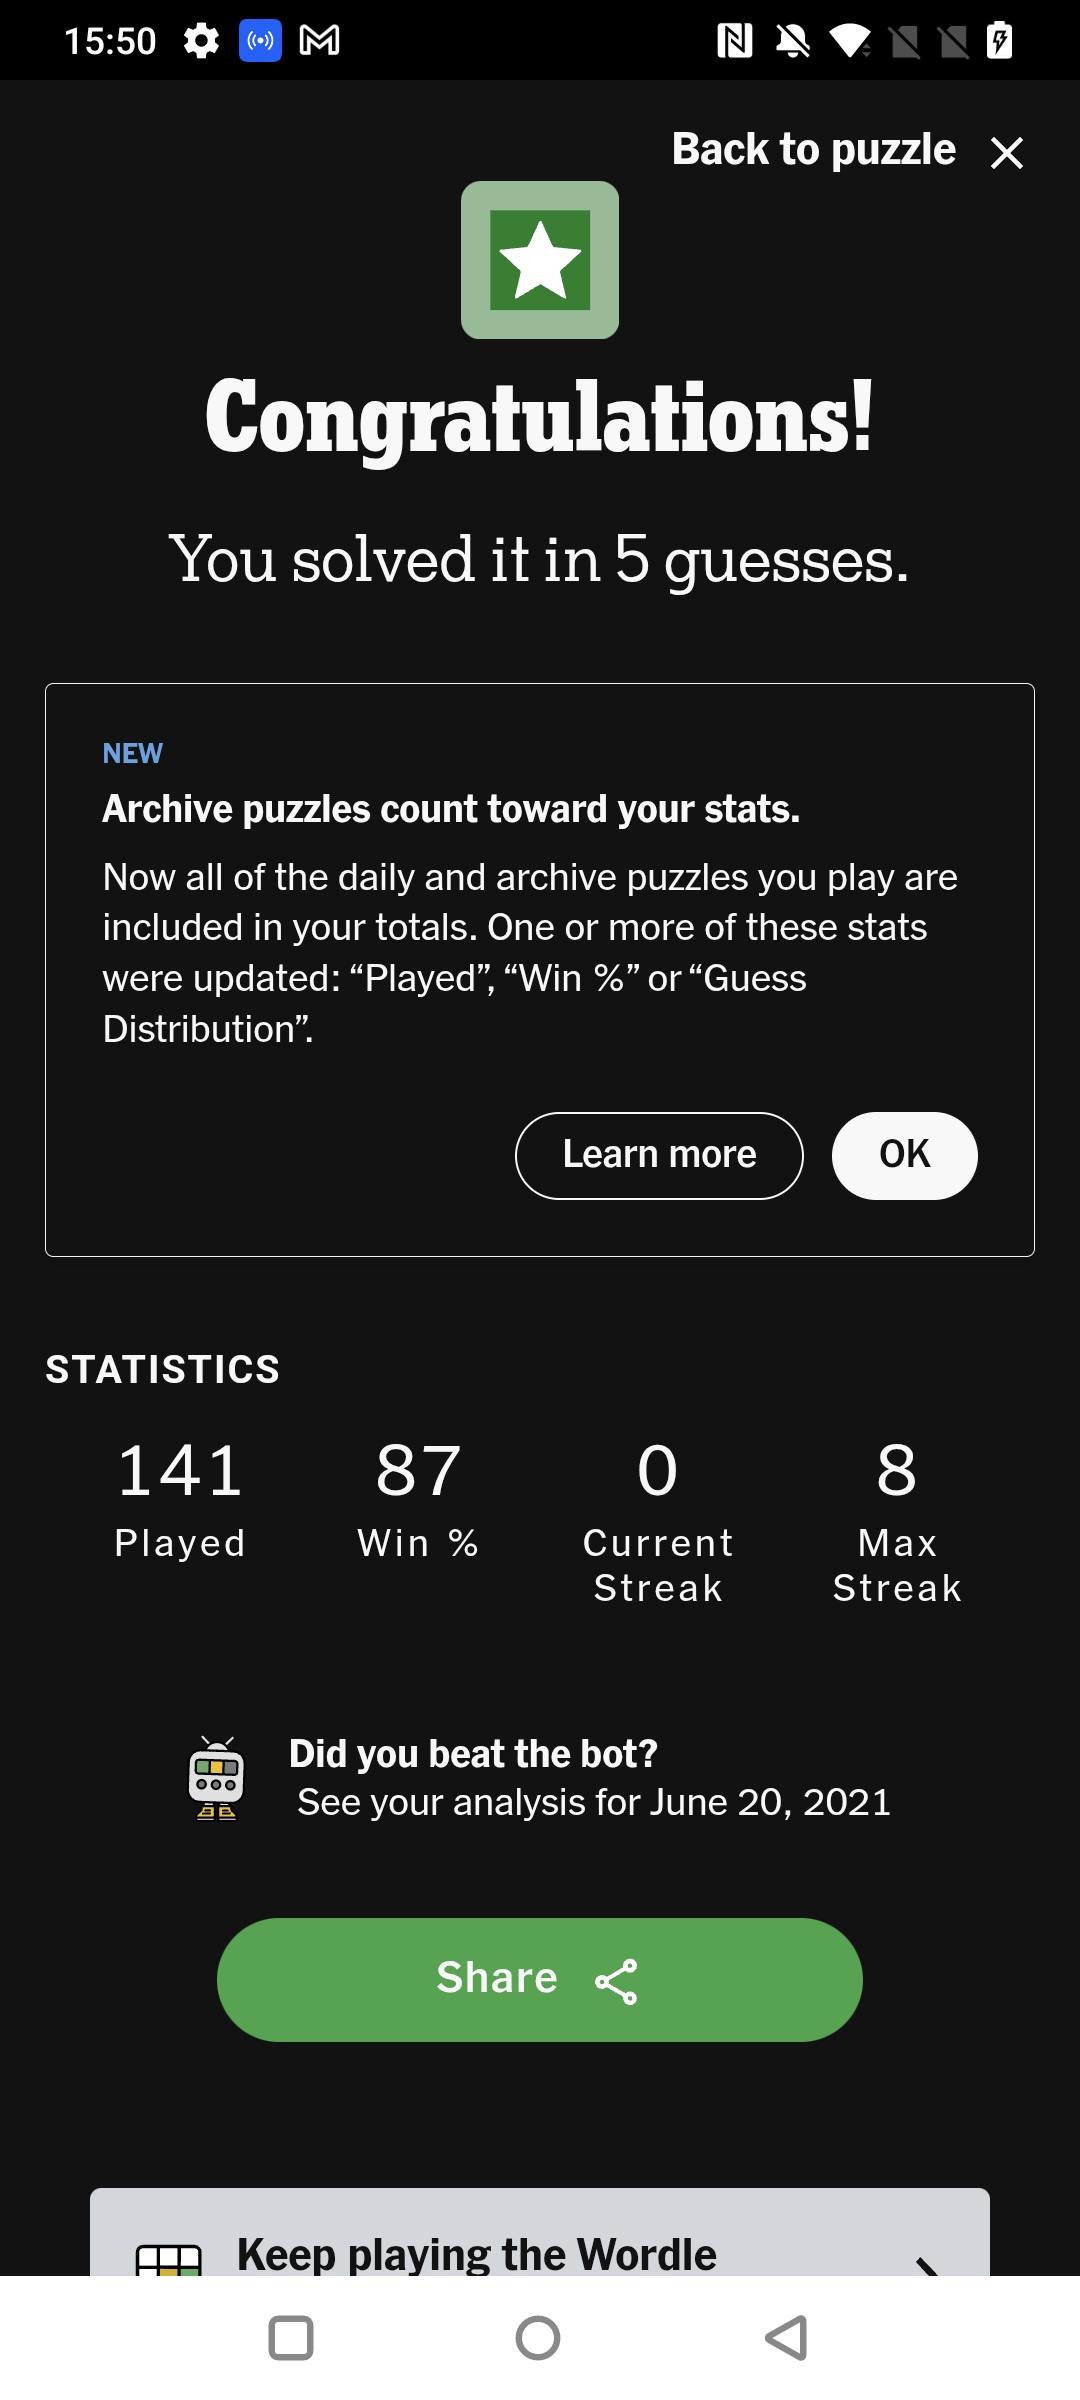 15:50
Back to puzzle
Congratulations!
You solved it in 5 guesses.
NEW
Archive puzzles count toward your stats.
Now all of the daily and archive puzzles you play are
included in your totals. One or more of these stats
were updated: “Played”, “Win %” or “Guess
Distribution”.
Learn more OK
STATISTICS
141 87 0 8
Played Win % Current Max
Streak Streak
Did you beat the bot?
See your analysis for June 20, 2021
Share
Keep playing the Wordle